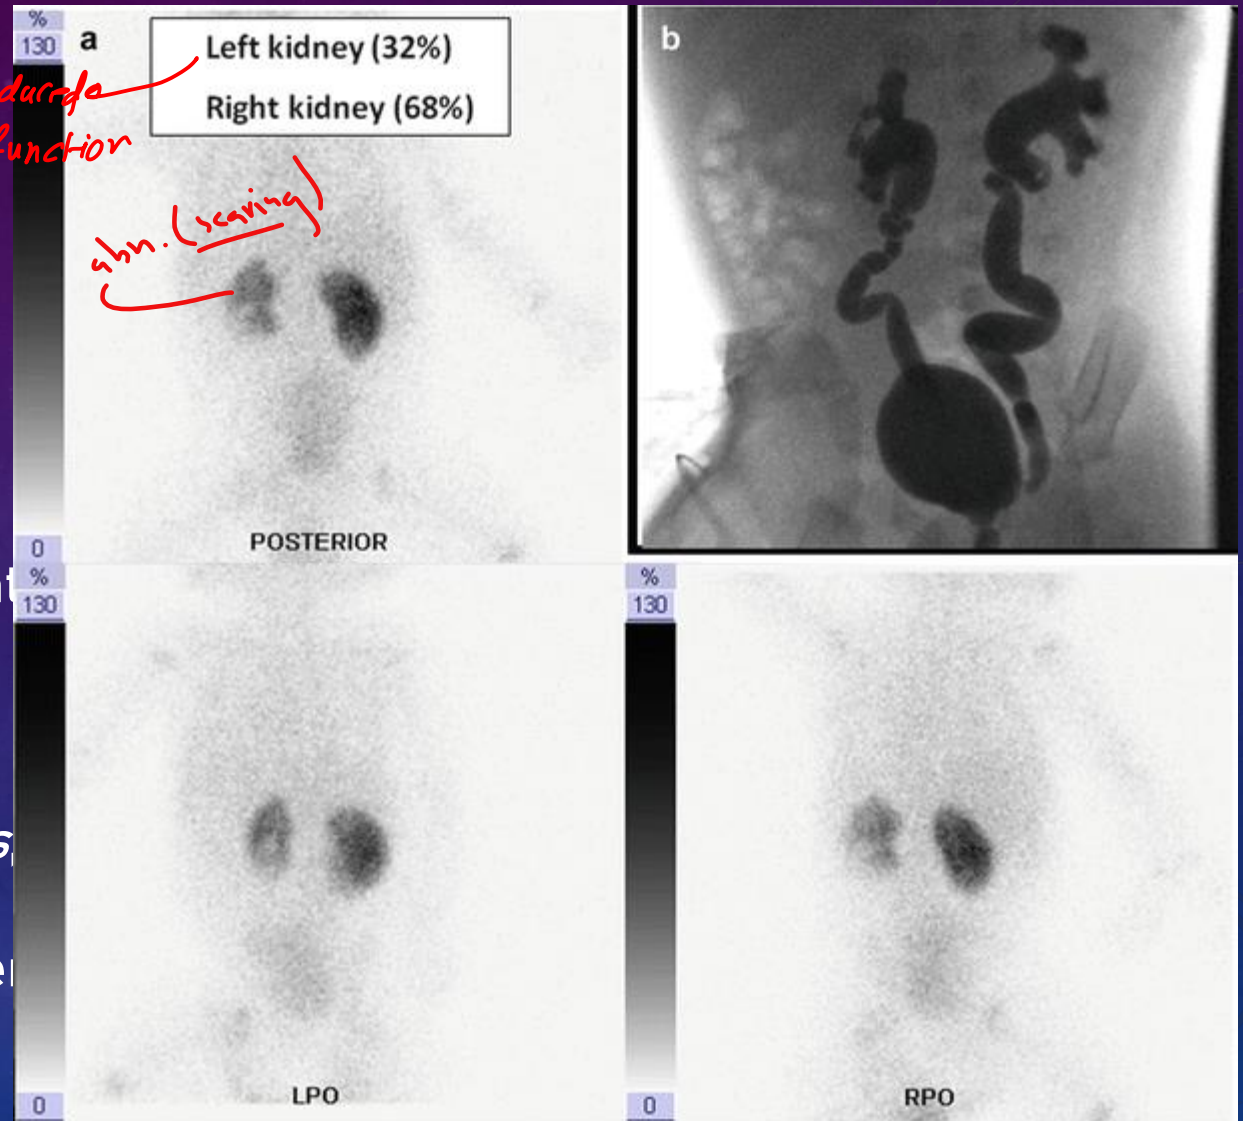 %
130
a
Left kidney (32%)
Right kidney (68%)
function
abn. (scaring)
0
POSTERIOR
b
%
130
0
LPO
%
130
0
RPO